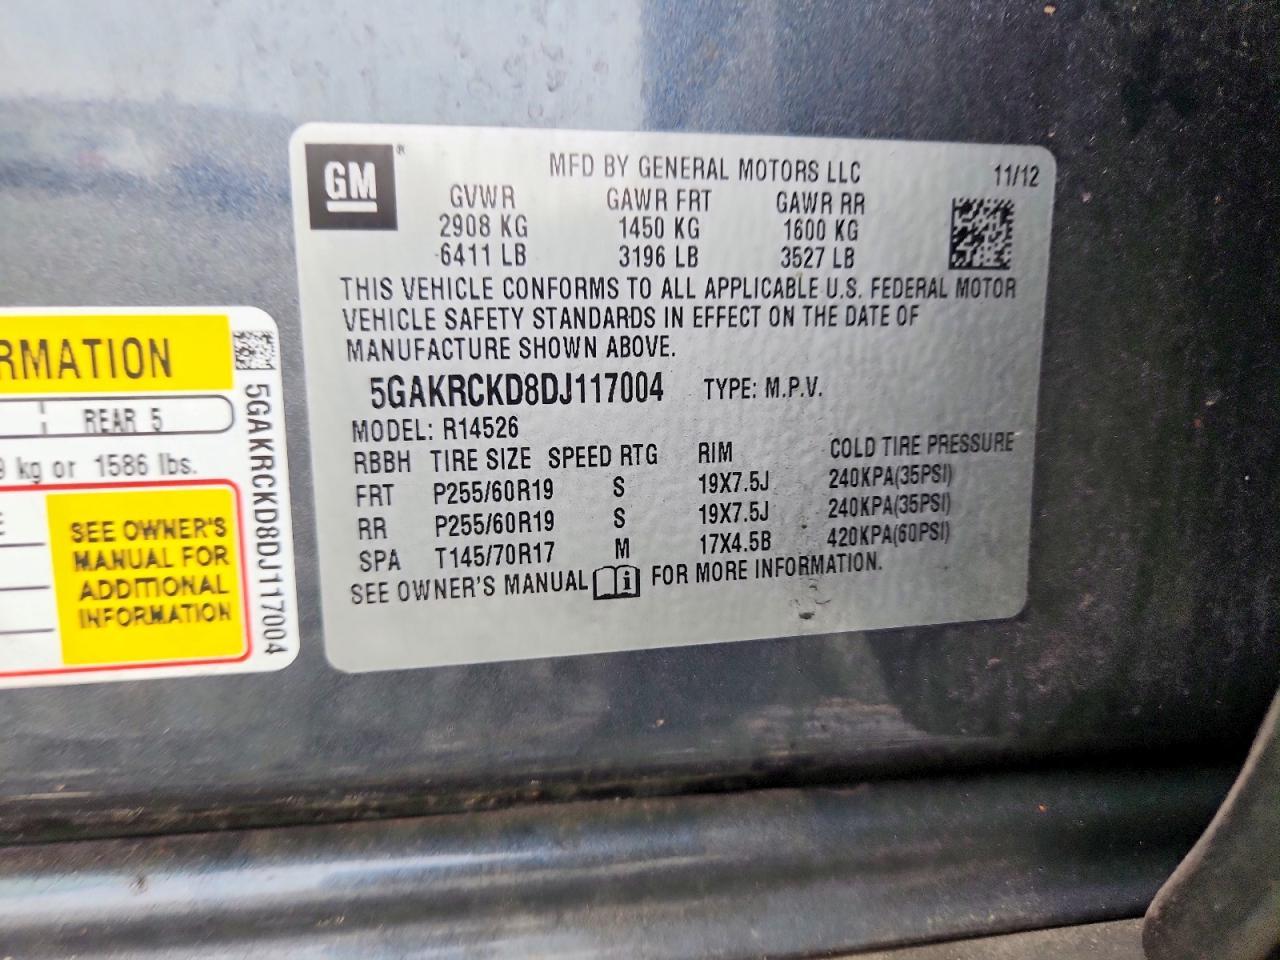 GM®
MFD BY GENERAL MOTORS LLC
11/12
GVWR GAWR FRT GAWR RR
2908 KG 1450 KG 1600 KG
6411 LB 3196 LB 3527 LB
THIS VEHICLE CONFORMS TO ALL APPLICABLE U.S. FEDERAL MOTOR
VEHICLE SAFETY STANDARDS IN EFFECT ON THE DATE OF
MANUFACTURE SHOWN ABOVE.
5GAKRCKD8DJ117004 TYPE: M.P.V.
MODEL: R14526
RBBH TIRE SIZE SPEED RTG RIM COLD TIRE PRESSURE
FRT P255/60R19 S 19X7.5J 240KPA(35PSI)
RR P255/60R19 S 19X7.5J 240KPA(35PSI)
SPA T145/70R17 M 17X4.5B 420KPA(60PSI)
SEE OWNER'S MANUAL i FOR MORE INFORMATION.
RMATION
REAR 5
9 kg or 1586 lbs.
E
SEE OWNER'S
MANUAL FOR
ADDITIONAL
INFORMATION
5GAKRCKD8DJ117004